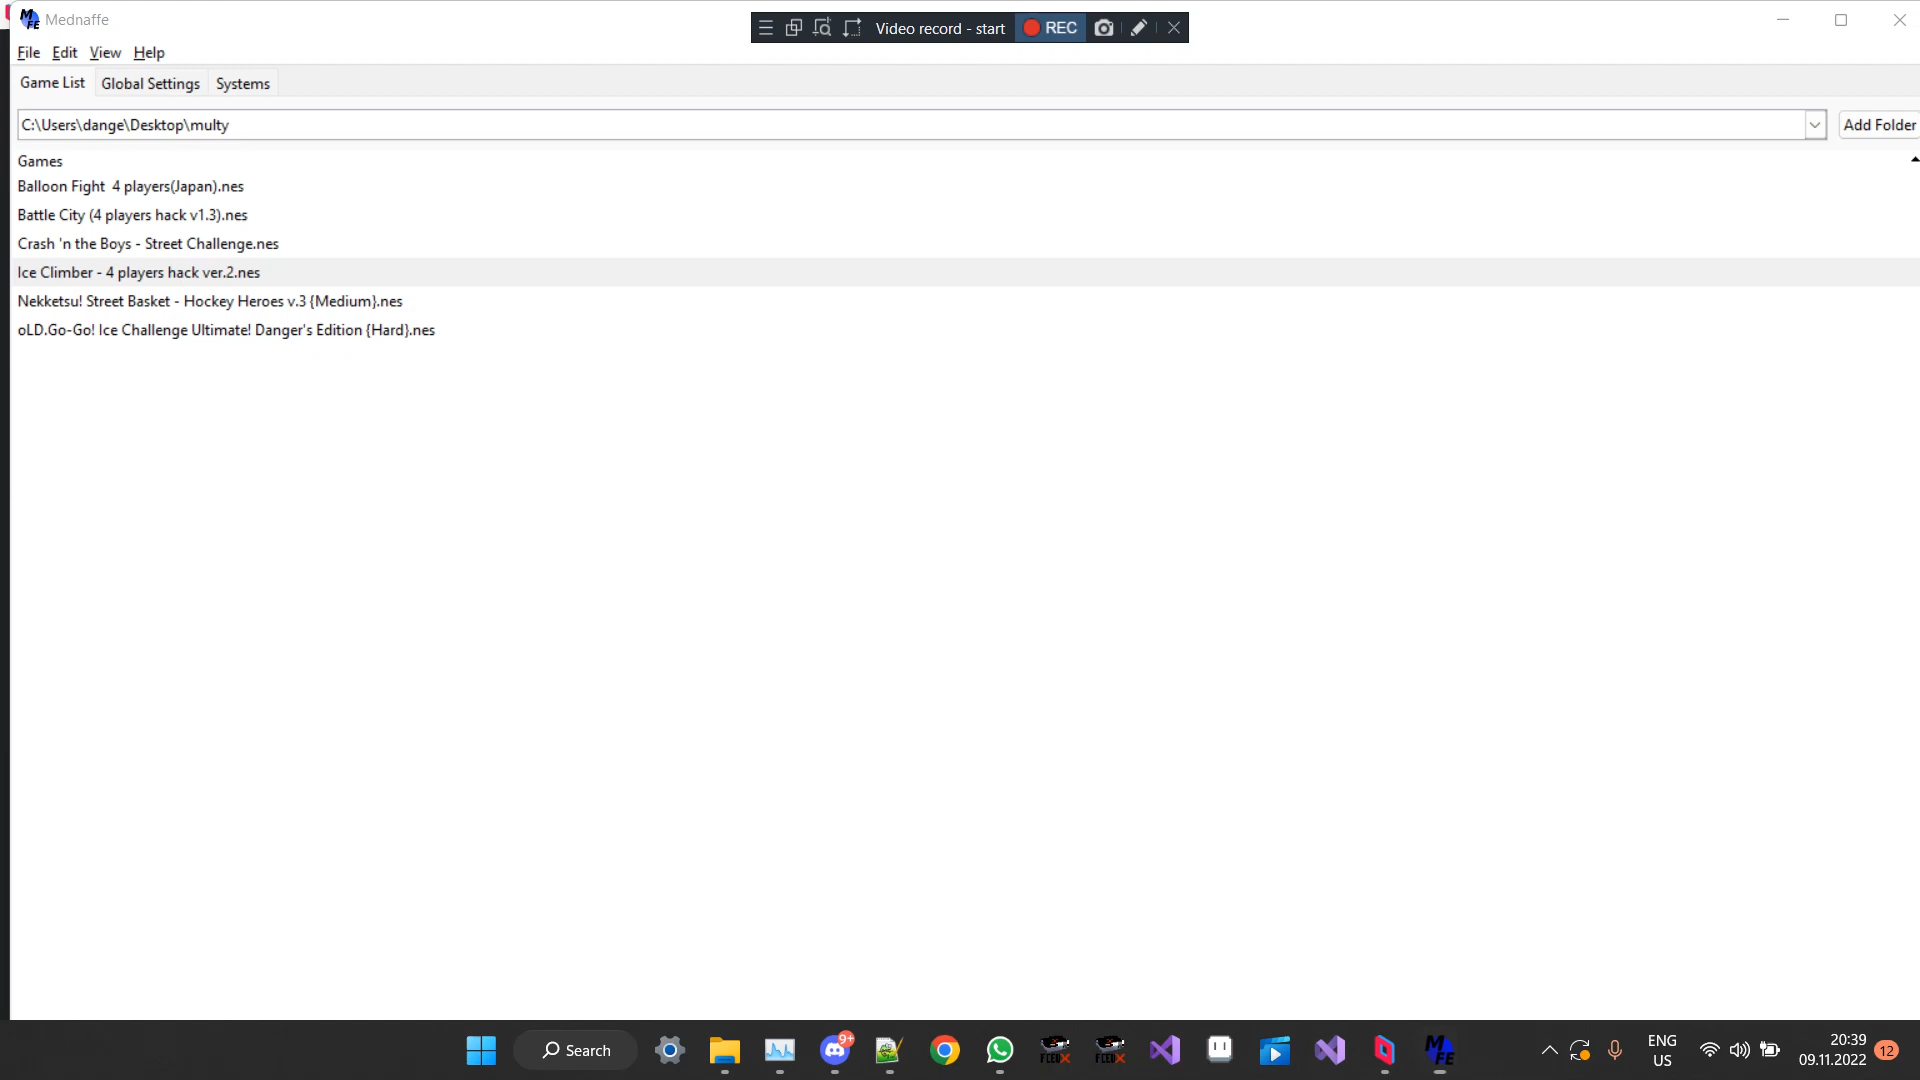 Mednaffe
Video record - start REC
File Edit View Help
Game List Global Settings Systems
C:\Users\dange\Desktop\multy Add Folder
Games
Balloon Fight  4 players(Japan).nes
Battle City (4 players hack v1.3).nes
Crash 'n the Boys - Street Challenge.nes
Ice Climber - 4 players hack ver.2.nes
Nekketsu! Street Basket - Hockey Heroes v.3 {Medium}.nes
oLD.Go-Go! Ice Challenge Ultimate! Danger's Edition {Hard}.nes
Search
9+
FCEUX
FCEUX
MFE
ENG
US
20:39
09.11.2022
12